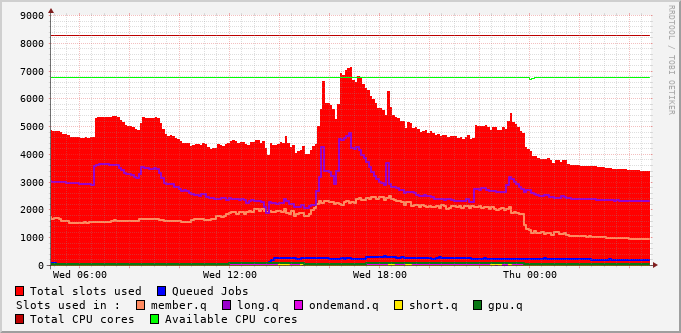 9000
8000
7000
6000
5000
4000
3000
2000
1000
0
Wed 06:00 Wed 12:00 Wed 18:00 Thu 00:00
RRDTOOL / TOBI OETIKER
Total slots used Queued Jobs
Slots used in : member.q long.q ondemand.q short.q gpu.q
Total CPU cores Available CPU cores